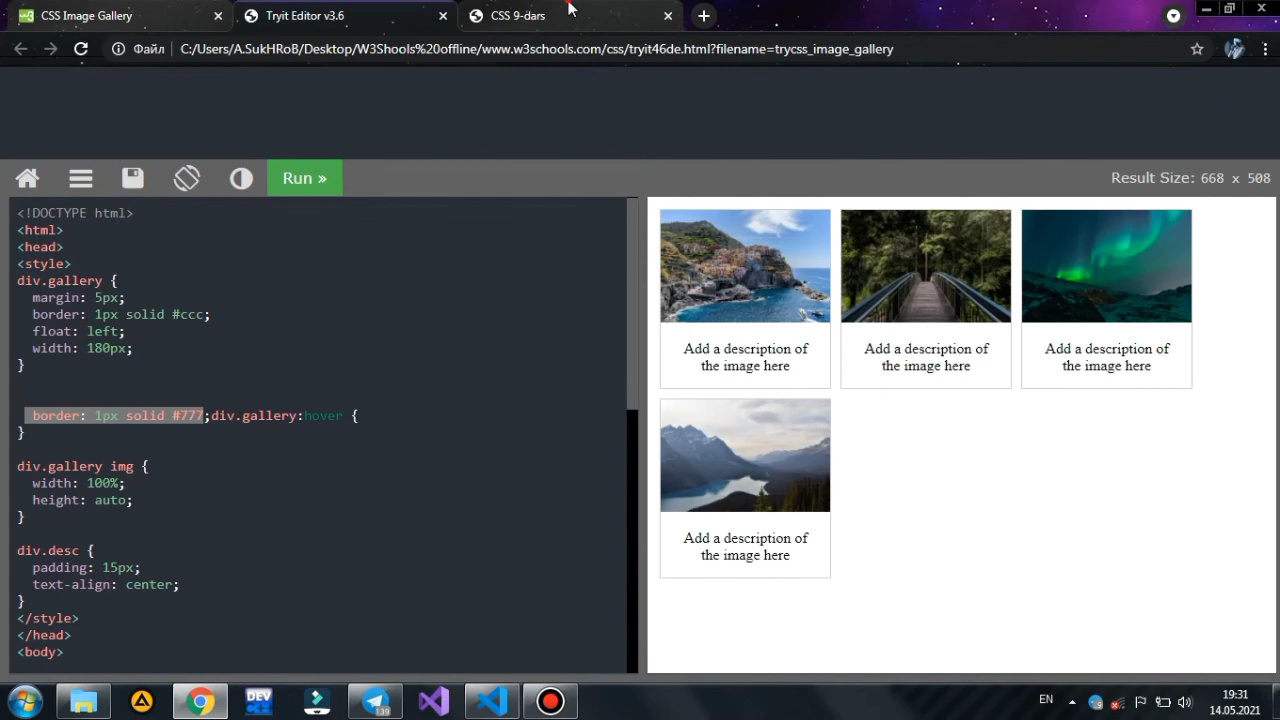 CSS Image Gallery
Tryit Editor v3.6
CSS 9-dars
Файл
C:/Users/A.SukHRoB/Desktop/W3Shools%20offline/www.w3schools.com/css/tryit46de.html?filename=trycss_image_gallery
Run »
Result Size: 668 x 508
<!DOCTYPE html>
<html>
<head>
<style>
div.gallery {
margin: 5px;
border: 1px solid #ccc;
float: left;
width: 180px;
}
border: 1px solid #777;div.gallery:hover {
}
div.gallery img {
width: 100%;
height: auto;
}
div.desc {
padding: 15px;
text-align: center;
}
</style>
</head>
<body>
Add a description of
the image here
Add a description of
the image here
Add a description of
the image here
Add a description of
the image here
DEV
139
EN
19:31
14.05.2021